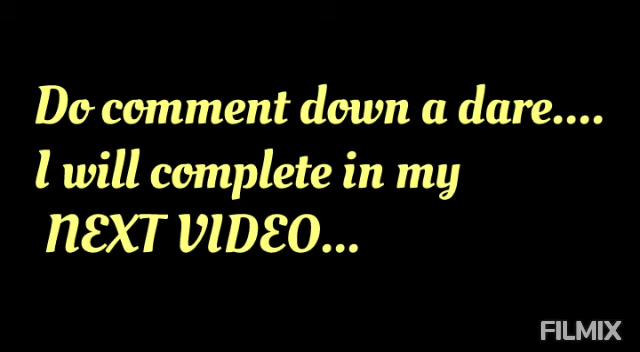 Do comment down a dare....
I will complete in my
NEXT VIDEO...
FILMIX